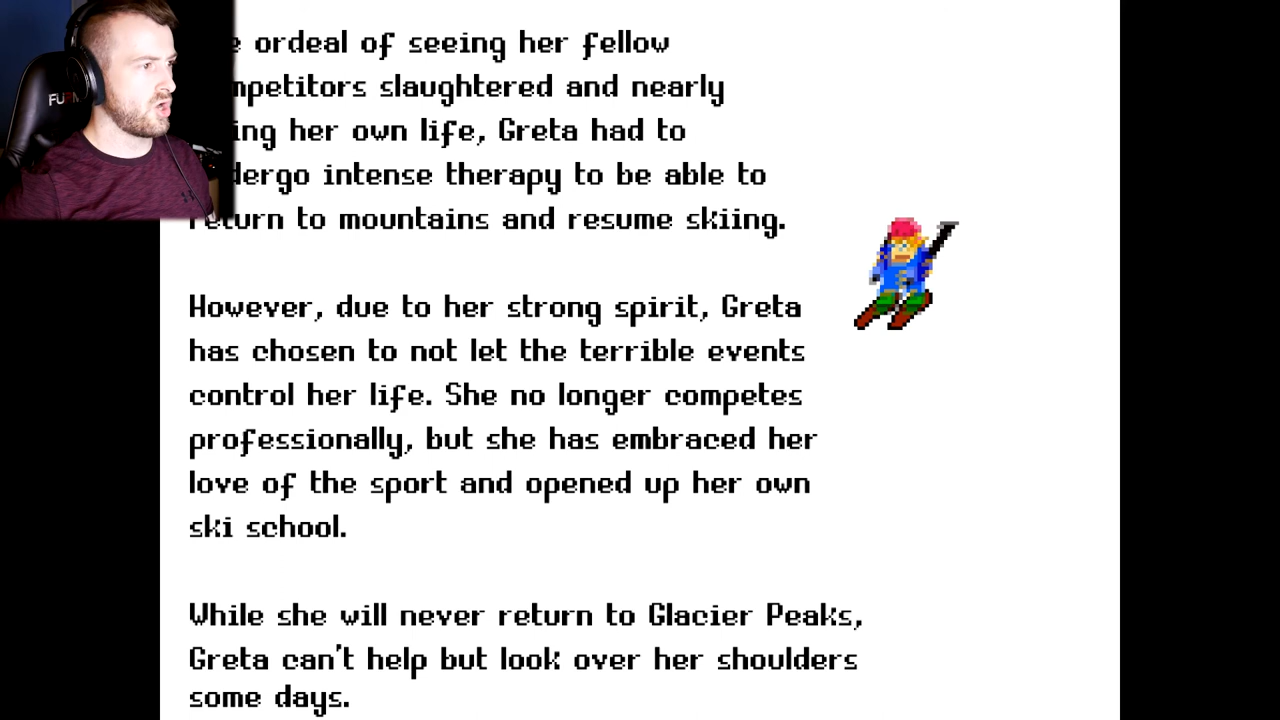 ordeal of seeing her fellow
slaughtered and nearly
her own life, Greta had to
intense therapy to be able to
return to mountains and resume skiing.
However, due to her strong spirit, Greta
has chosen to not let the terrible events
control her life. She no longer competes
professionally, but she has embraced her
love of the sport and opened up her own
ski school.
While she will never return to Glacier Peaks,
Greta can't help but look over her shoulders
some days.